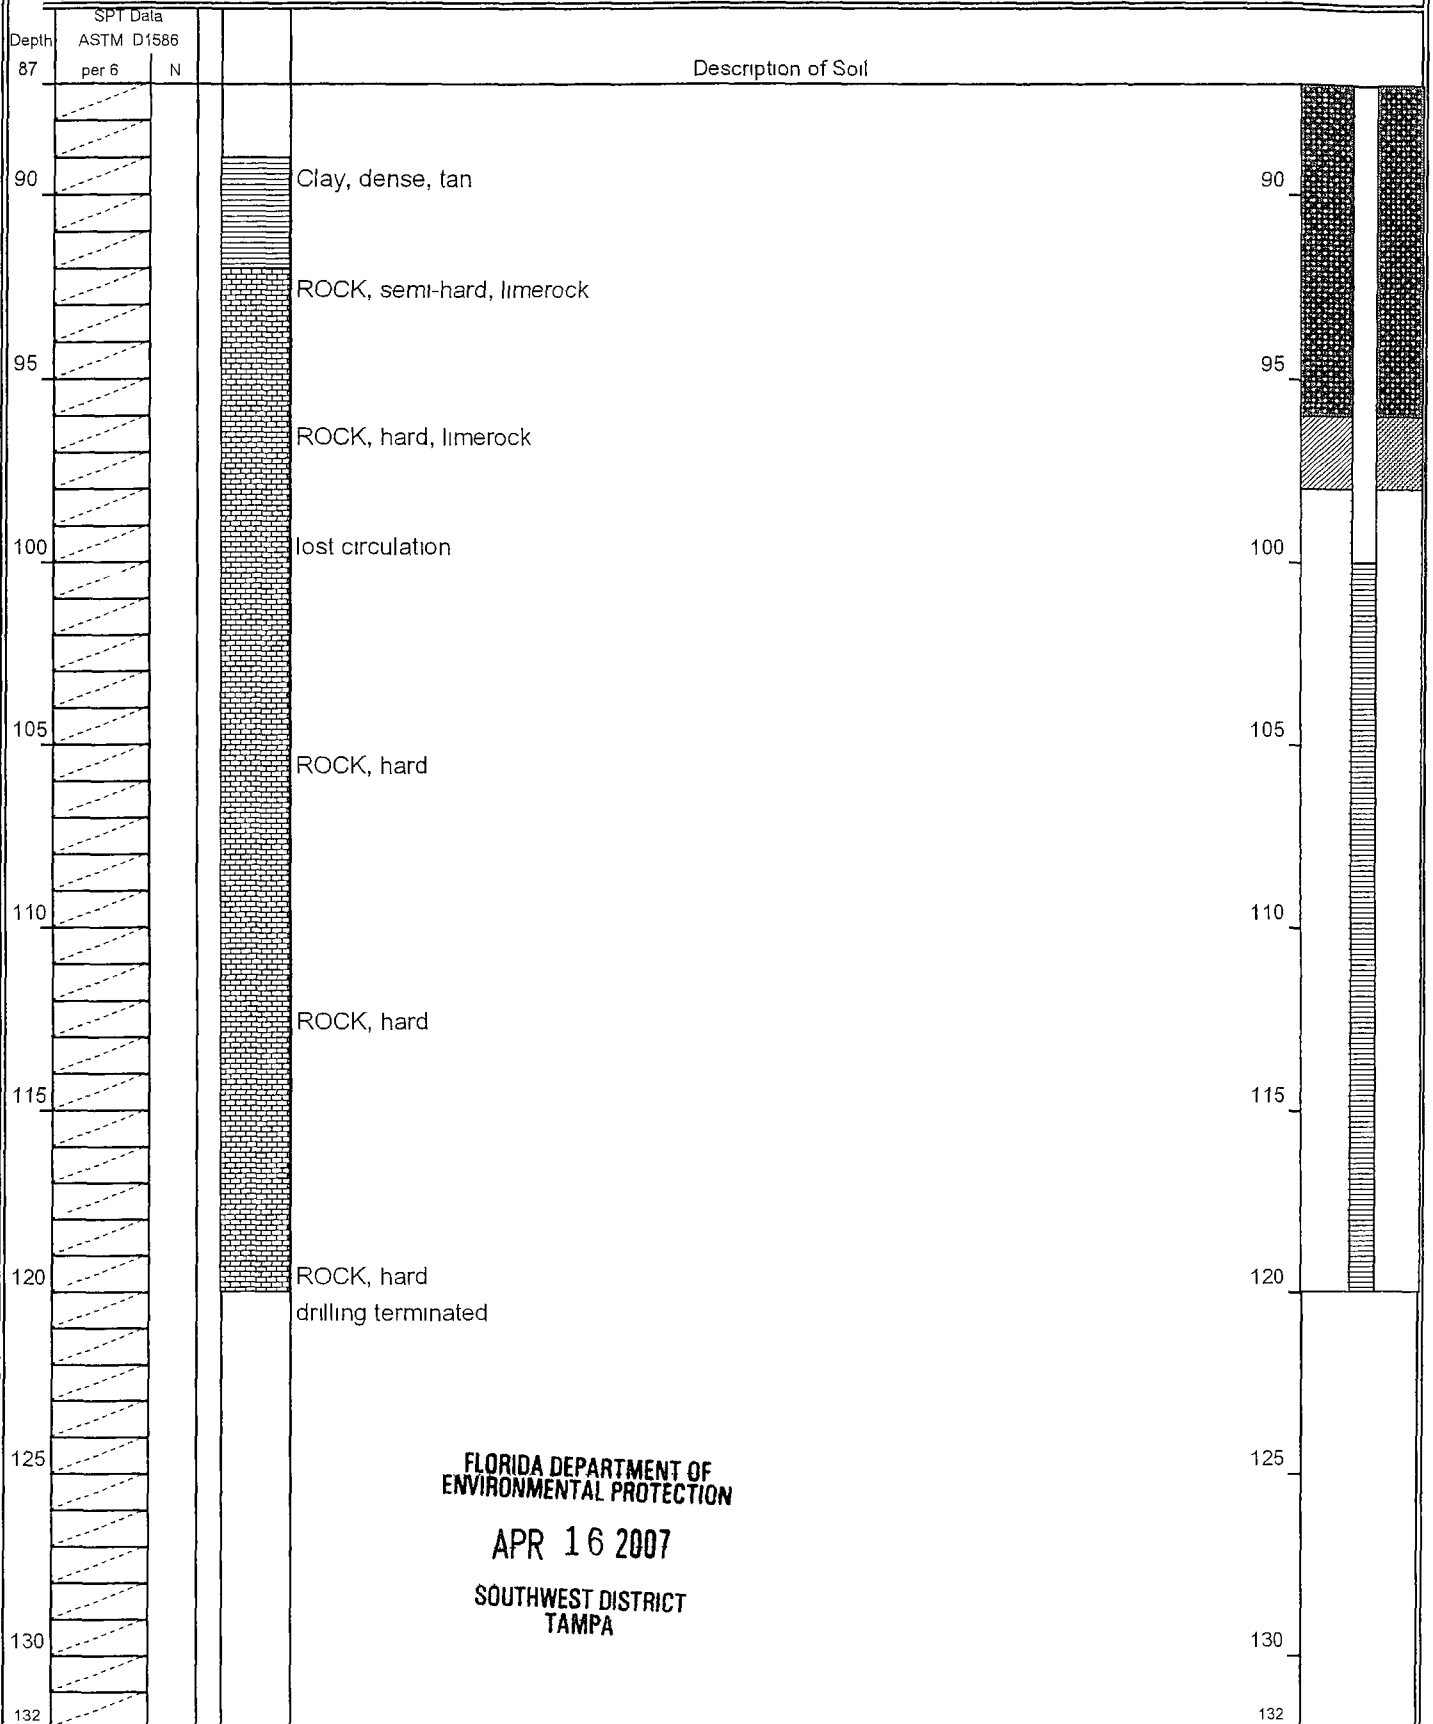 SPT Data
Depth ASTM D1586
87 per 6 N Description of Soil
90 Clay, dense, tan 90
ROCK, semi-hard, limerock
95 95
ROCK, hard, limerock
100 lost circulation 100
105 105
ROCK, hard
110 110
ROCK, hard
115 115
120 ROCK, hard 120
drilling terminated
125 125
FLORIDA DEPARTMENT OF
ENVIRONMENTAL PROTECTION
APR 16 2007
SOUTHWEST DISTRICT
TAMPA
130 130
132 132